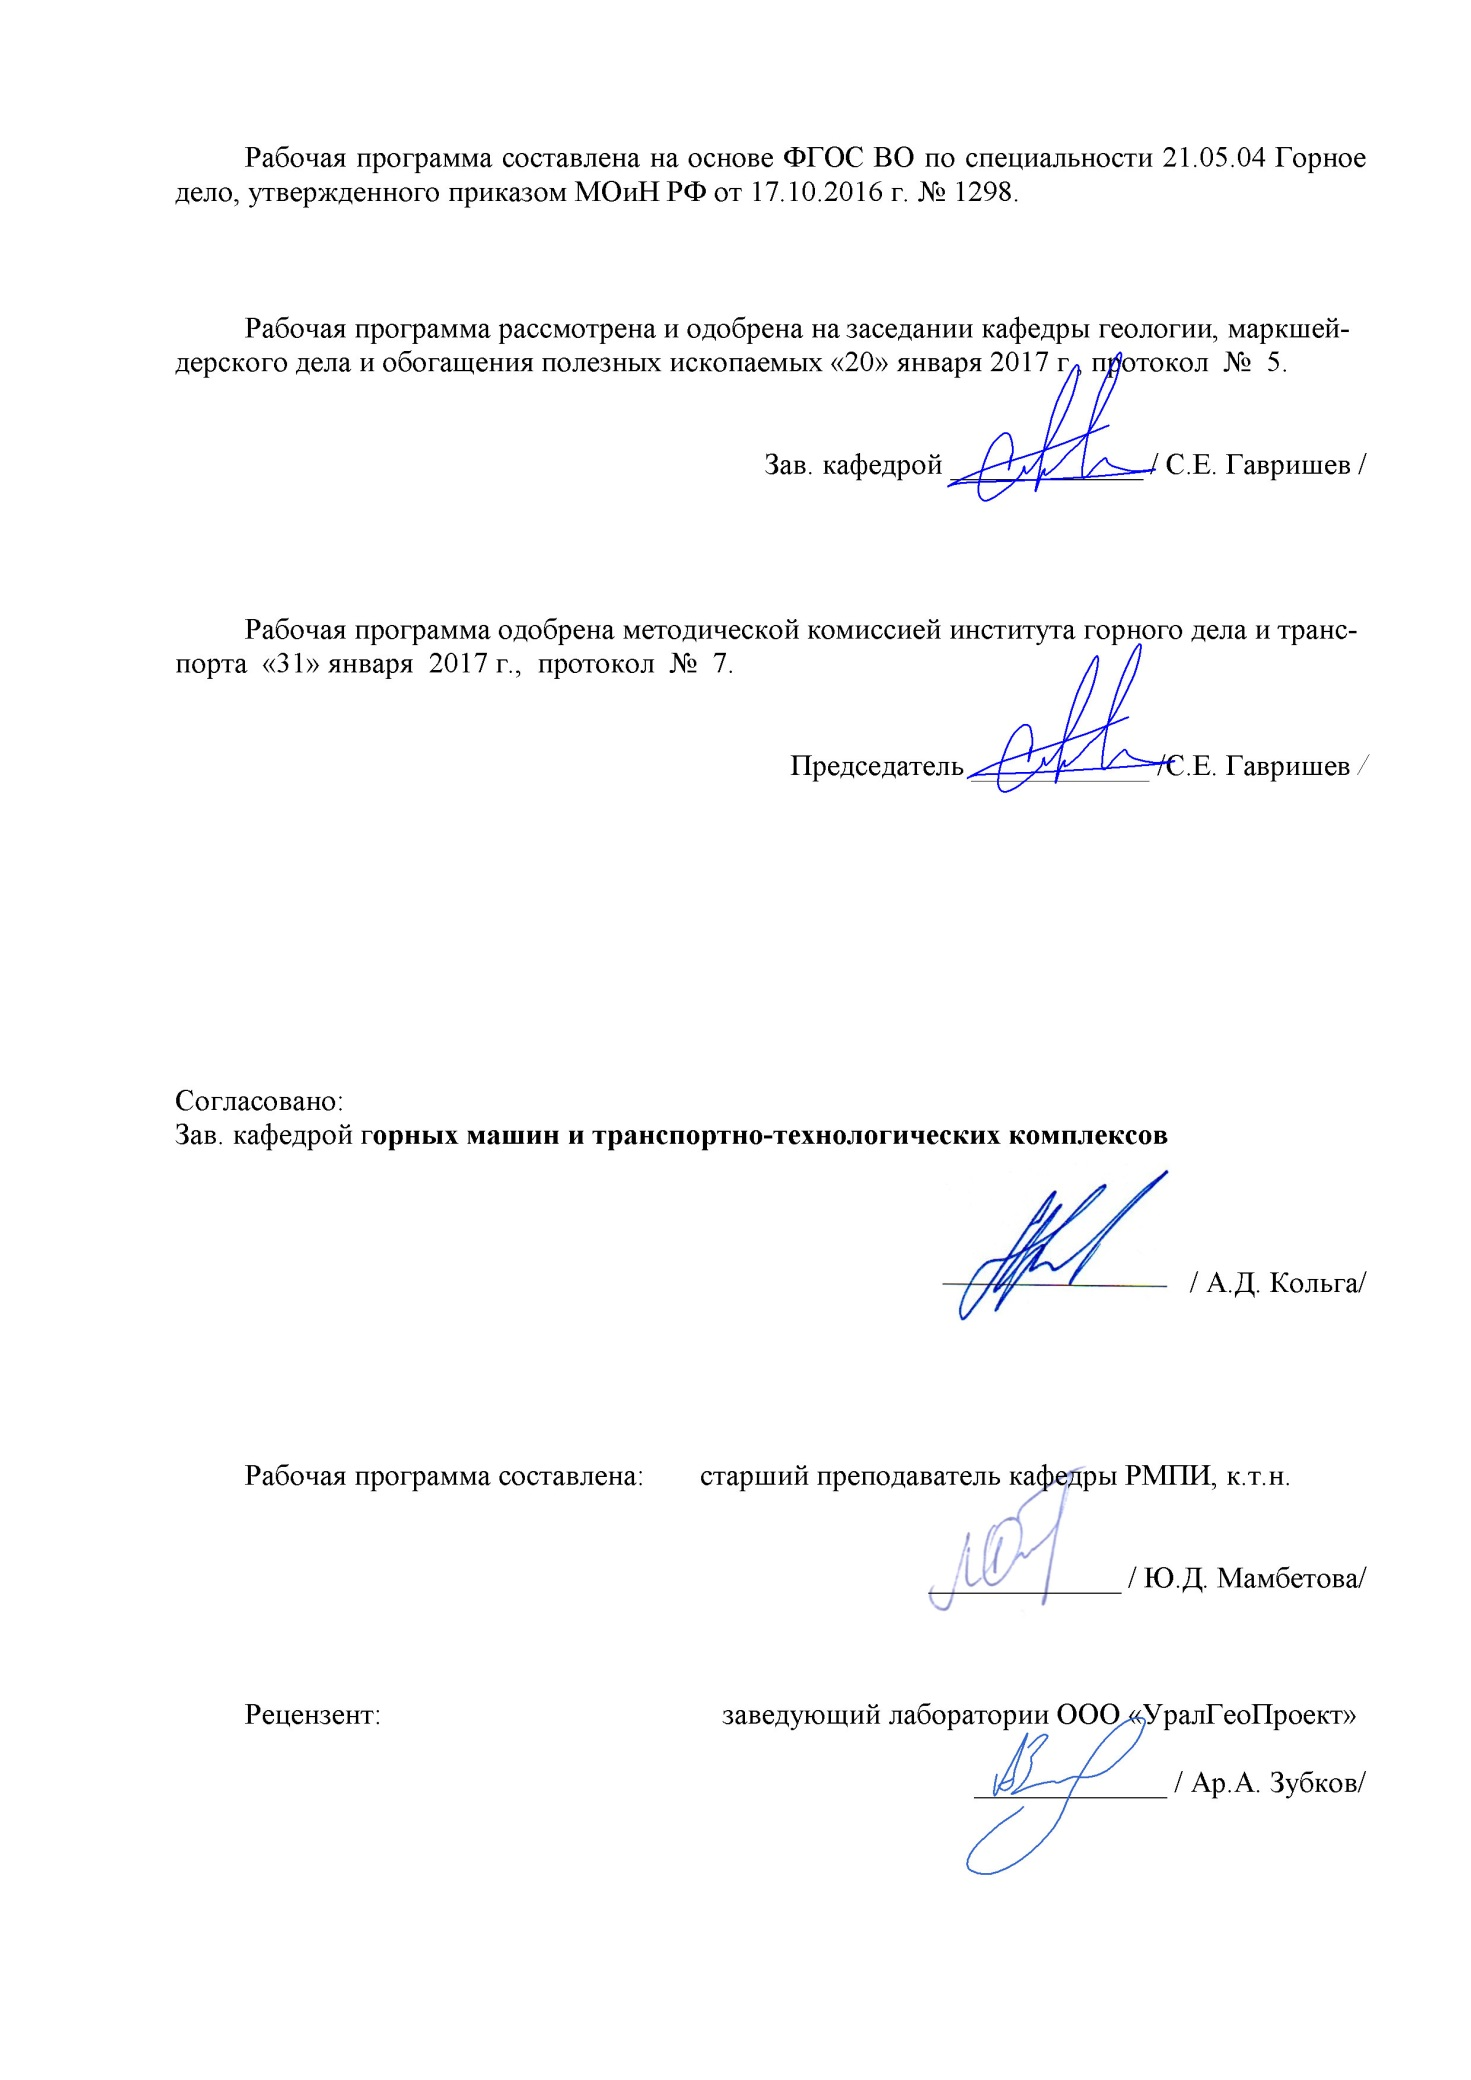 Рабочая программа составлена на основе ФГОС ВО по специальности 21.05.04 Горное
дело, утвержденного приказом МОиН РФ от 17.10.2016 г. № 1298.
Рабочая программа рассмотрена и одобрена на заседании кафедры геологии, маркшей-
дерского дела и обогащения полезных ископаемых «20» января 2017 г., протокол № 5.
Зав. кафедрой / С.Е. Гавришев /
Рабочая программа одобрена методической комиссией института горного дела и транс-
порта «31» января 2017 г., протокол № 7.
Председатель /С.Е. Гавришев /
Согласовано:
Зав. кафедрой горных машин и транспортно-технологических комплексов
/ А.Д. Кольга/
Рабочая программа составлена: старший преподаватель кафедры РМПИ, к.т.н.
/ Ю.Д. Мамбетова/
Рецензент: заведующий лаборатории ООО «УралГеоПроект»
/ Ар.А. Зубков/